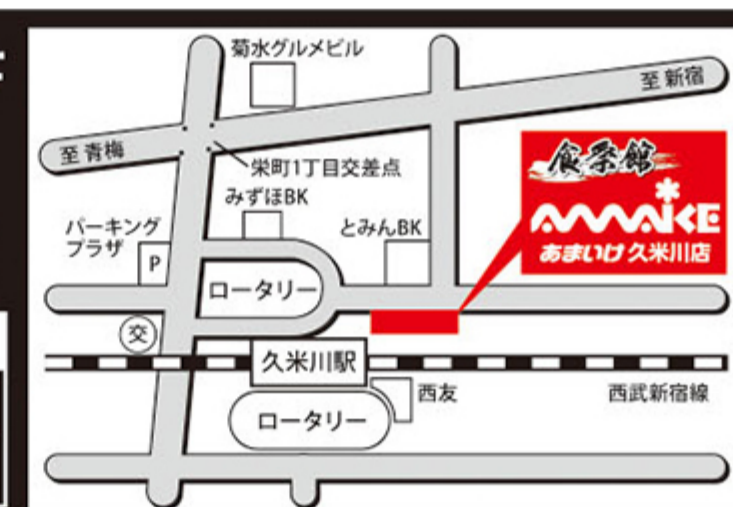 菊水グルメビル
至 新宿
至 青梅
栄町1丁目交差点
みずほBK
とみんBK
パーキング
プラザ
P
ロータリー
食祭館
AMAIKE
あまいけ 久米川店
交
久米川駅
西友
西武新宿線
ロータリー